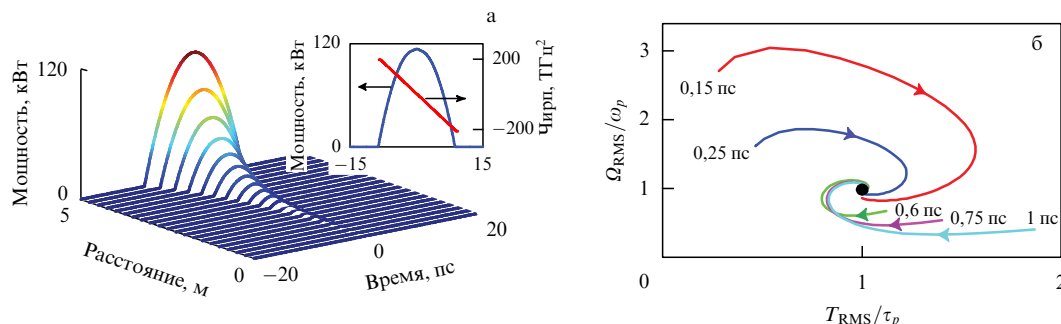 а
Мощность, кВт
120
0
5
Расстояние, м
0
−20
0
20
Время, пс
Мощность, кВт
120
0
−15
15
200
−200
Чирп, ТГц²
б
Ω_RMS/ω_p
3
2
1
0
1
2
T_RMS/τ_p
0,15 пс
0,25 пс
0,6 пс
0,75 пс
1 пс